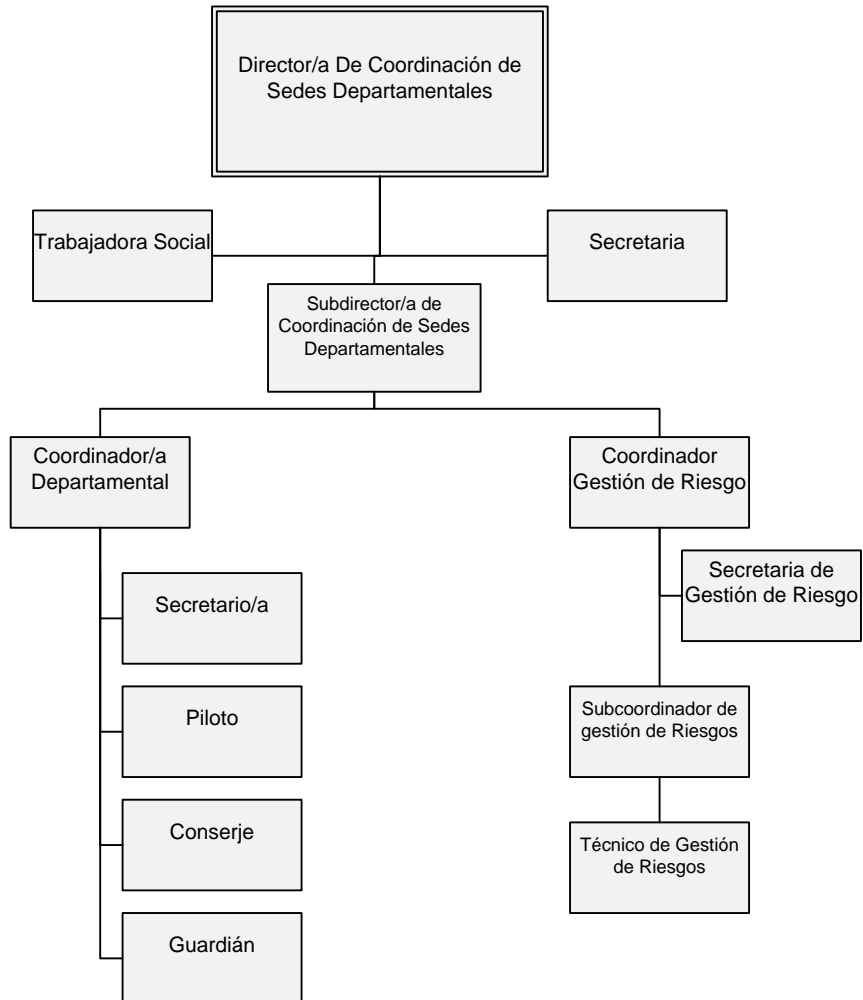 Director/a De Coordinación de
Sedes Departamentales
Trabajadora Social
Secretaria
Subdirector/a de
Coordinación de Sedes
Departamentales
Coordinador/a
Departamental
Coordinador
Gestión de Riesgo
Secretaria de
Gestión de Riesgo
Secretario/a
Piloto
Subcoordinador de
gestión de Riesgos
Conserje
Técnico de Gestión
de Riesgos
Guardián